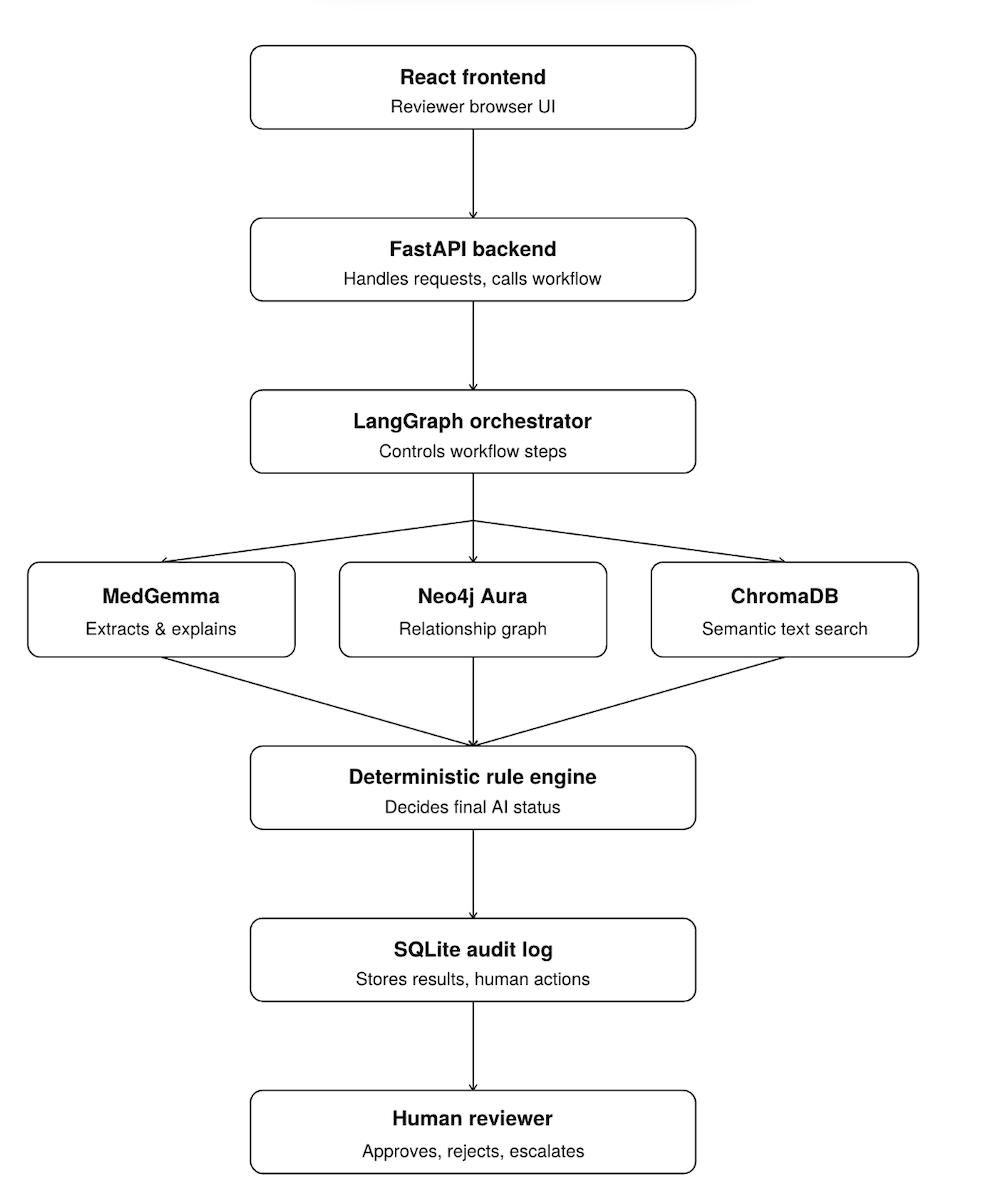 React frontend
Reviewer browser UI
FastAPI backend
Handles requests, calls workflow
LangGraph orchestrator
Controls workflow steps
MedGemma
Extracts & explains
Neo4j Aura
Relationship graph
ChromaDB
Semantic text search
Deterministic rule engine
Decides final AI status
SQLite audit log
Stores results, human actions
Human reviewer
Approves, rejects, escalates